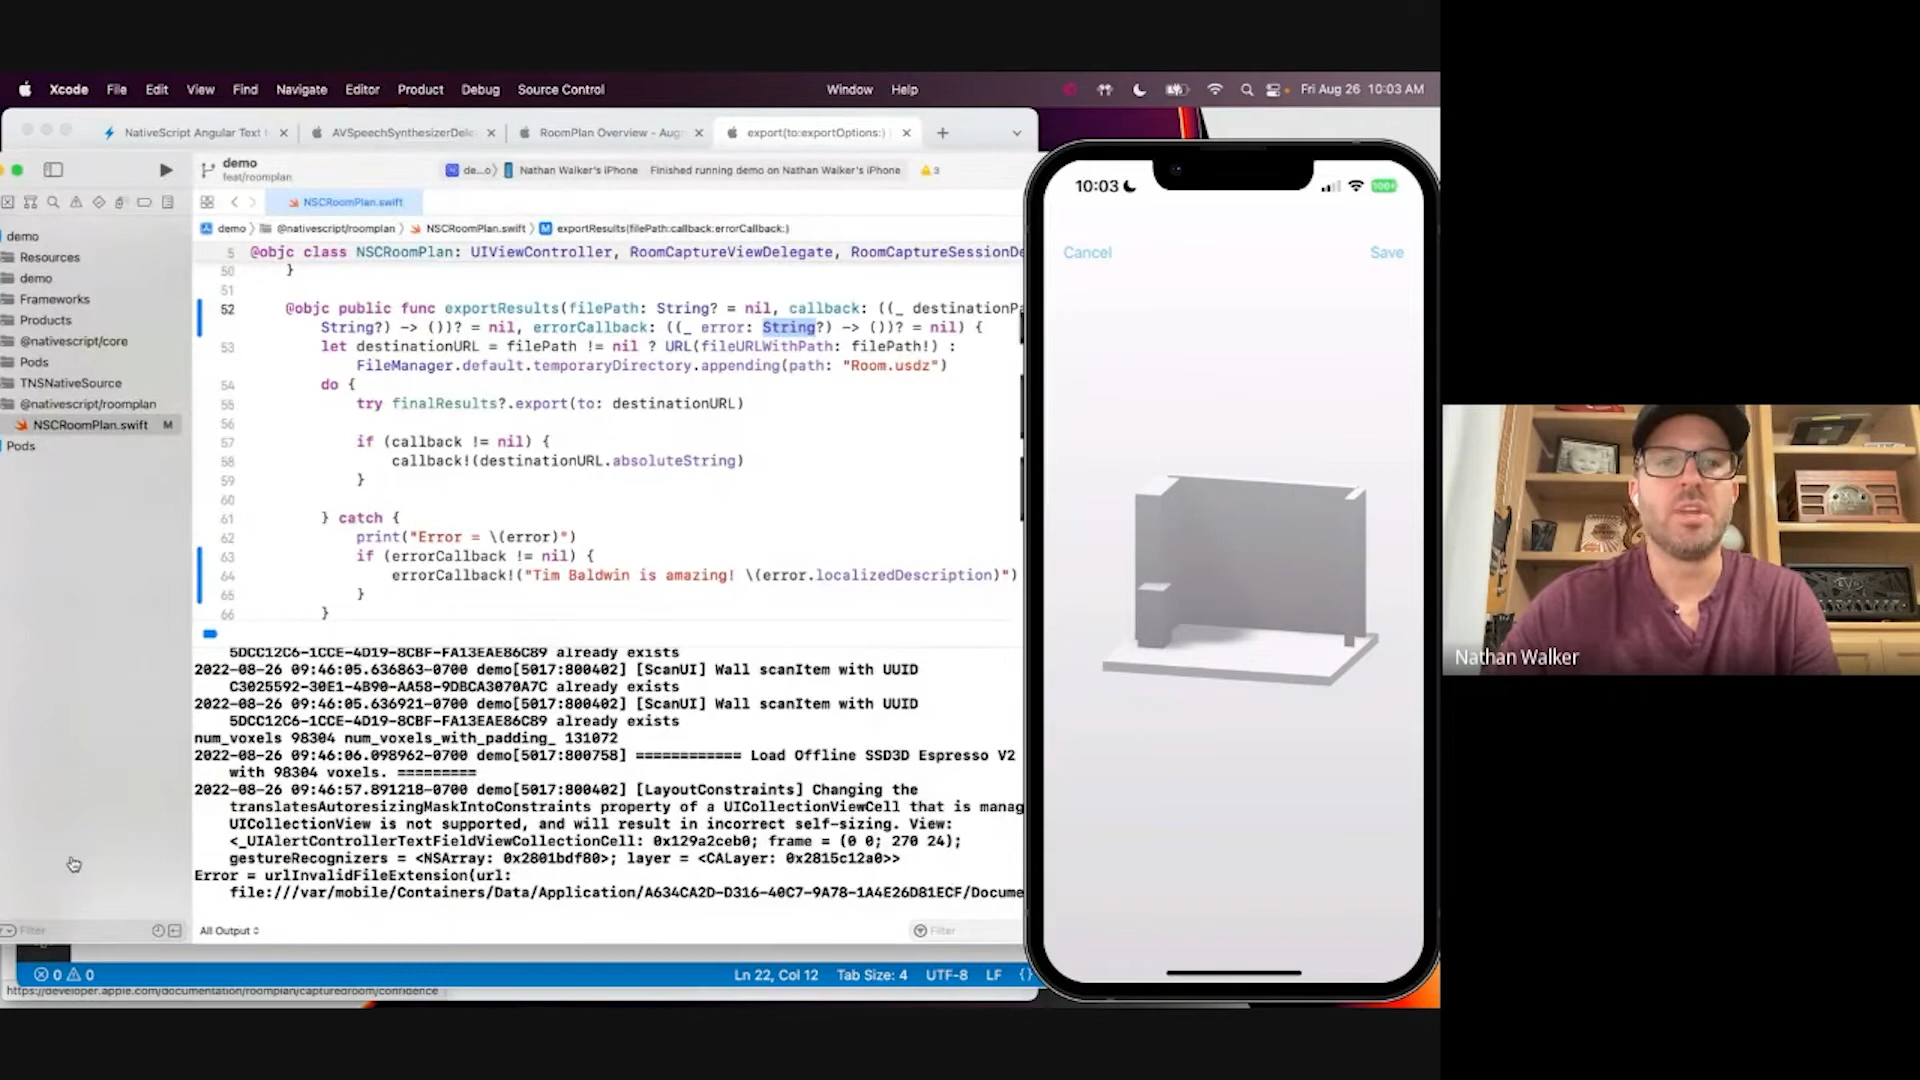 Xcode File Edit View Find Navigate Editor Product Debug Source Control Window Help Fri Aug 26 10:03 AM
NativeScript Angular Text AVSpeechSynthesizerDele RoomPlan Overview - Aug export(to:exportOptions:)
demo
feat/roomplan
de...o Nathan Walker's iPhone Finished running demo on Nathan Walker's iPhone 3
NSCRoomPlan.swift
demo @nativescript/roomplan NSCRoomPlan.swift M exportResults(filePath:callback:errorCallback:)
demo
Resources
demo
Frameworks
Products
@nativescript/core
Pods
TNSNativeSource
@nativescript/roomplan
NSCRoomPlan.swift M
Pods
Filter
5 @objc class NSCRoomPlan: UIViewController, RoomCaptureViewDelegate, RoomCaptureSessionDe
50 }
51
52 @objc public func exportResults(filePath: String? = nil, callback: ((_ destinationPa
String?) -> ())? = nil, errorCallback: ((_ error: String?) -> ())? = nil) {
53 let destinationURL = filePath != nil ? URL(fileURLWithPath: filePath!) :
FileManager.default.temporaryDirectory.appending(path: "Room.usdz")
54 do {
55 try finalResults?.export(to: destinationURL)
56
57 if (callback != nil) {
58 callback!(destinationURL.absoluteString)
59 }
60
61 } catch {
62 print("Error = \(error)")
63 if (errorCallback != nil) {
64 errorCallback!("Tim Baldwin is amazing! \(error.localizedDescription)")
65 }
66 }
5DCC12C6-1CCE-4D19-8CBF-FA13EAE86C89 already exists
2022-08-26 09:46:05.636863-0700 demo[5017:800402] [ScanUI] Wall scanItem with UUID
C3025592-30E1-4B90-AA58-9DBCA3070A7C already exists
2022-08-26 09:46:05.636921-0700 demo[5017:800402] [ScanUI] Wall scanItem with UUID
5DCC12C6-1CCE-4D19-8CBF-FA13EAE86C89 already exists
num_voxels 98304 num_voxels_with_padding_ 131072
2022-08-26 09:46:06.098962-0700 demo[5017:800758] ============ Load Offline SSD3D Espresso V2
with 98304 voxels. =========
2022-08-26 09:46:57.891218-0700 demo[5017:800402] [LayoutConstraints] Changing the
translatesAutoresizingMaskIntoConstraints property of a UICollectionViewCell that is manag
UICollectionView is not supported, and will result in incorrect self-sizing. View:
<_UIAlertControllerTextFieldViewCollectionCell: 0x129a2ceb0; frame = (0 0; 270 24);
gestureRecognizers = <NSArray: 0x2801bdf80>; layer = <CALayer: 0x2815c12a0>>
Error = urlInvalidFileExtension(url:
file:///var/mobile/Containers/Data/Application/A634CA2D-D316-40C7-9A78-1A4E26D81ECF/Docume
All Output Filter
0 0 Ln 22, Col 12 Tab Size: 4 UTF-8 LF {}
https://developer.apple.com/documentation/roomplan/capturedroom/confidence
10:03 100+
Cancel Save
Nathan Walker